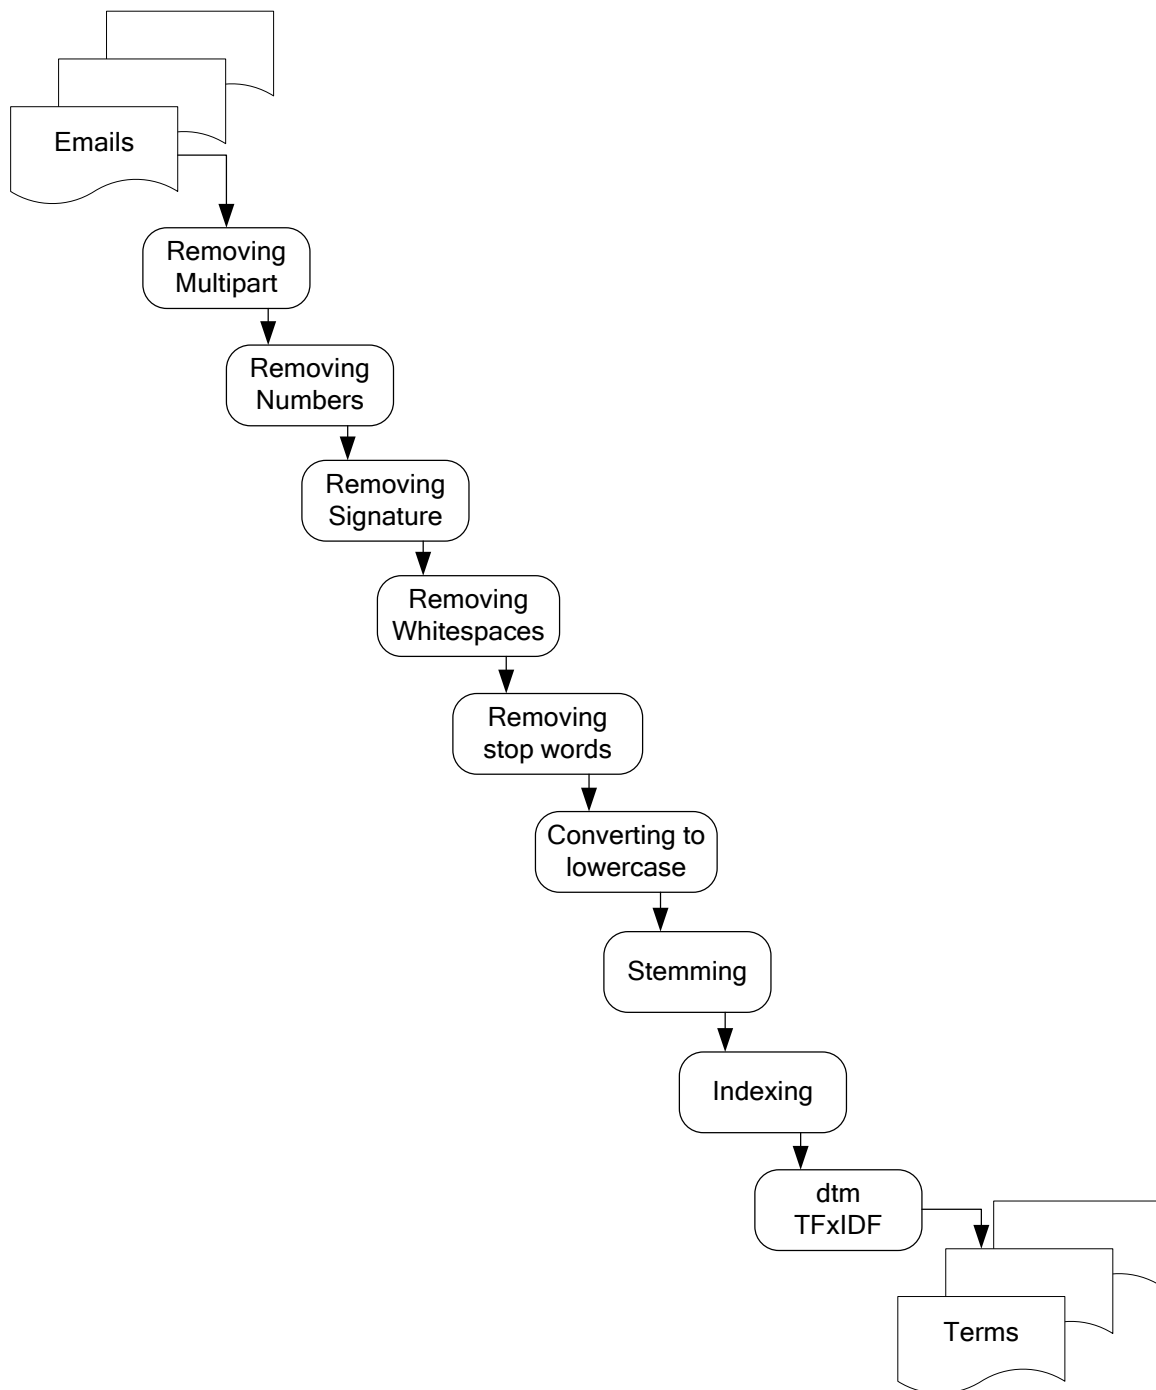 Emails
Removing
Multipart
Removing
Numbers
Removing
Signature
Removing
Whitespaces
Removing
stop words
Converting to
lowercase
Stemming
Indexing
dtm
TFxIDF
Terms